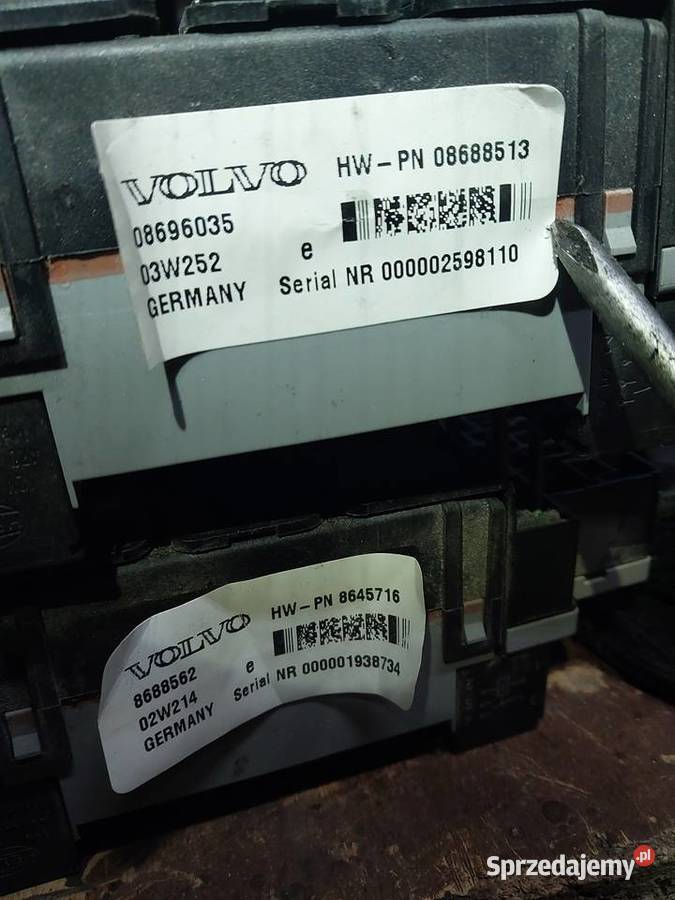 VOLVO
HW-PN 08688513
08696035
03W252
e
GERMANY
Serial NR 000002598110
VOLVO
HW-PN 8645716
8688562
e
02W214
Serial NR 000001938734
GERMANY
Sprzedajemy.pl